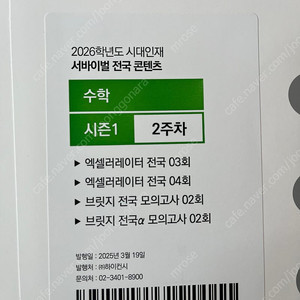 2026학년도 시대인재
서바이벌 전국 콘텐츠
수학
시즌1
2주차
▶ 엑셀러레이터 전국 03회
▶ 엑셀러레이터 전국 04회
▶ 브릿지 전국 모의고사 02회
▶ 브릿지 전국α 모의고사 02회
발행일 : 2025년 3월 19일
발행처 : ㈜하이컨시
문의처 : 02-3401-8900